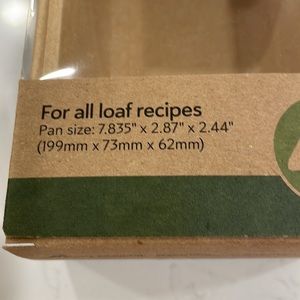 For all loaf recipes
Pan size: 7.835" x 2.87" x 2.44"
(199mm x 73mm x 62mm)